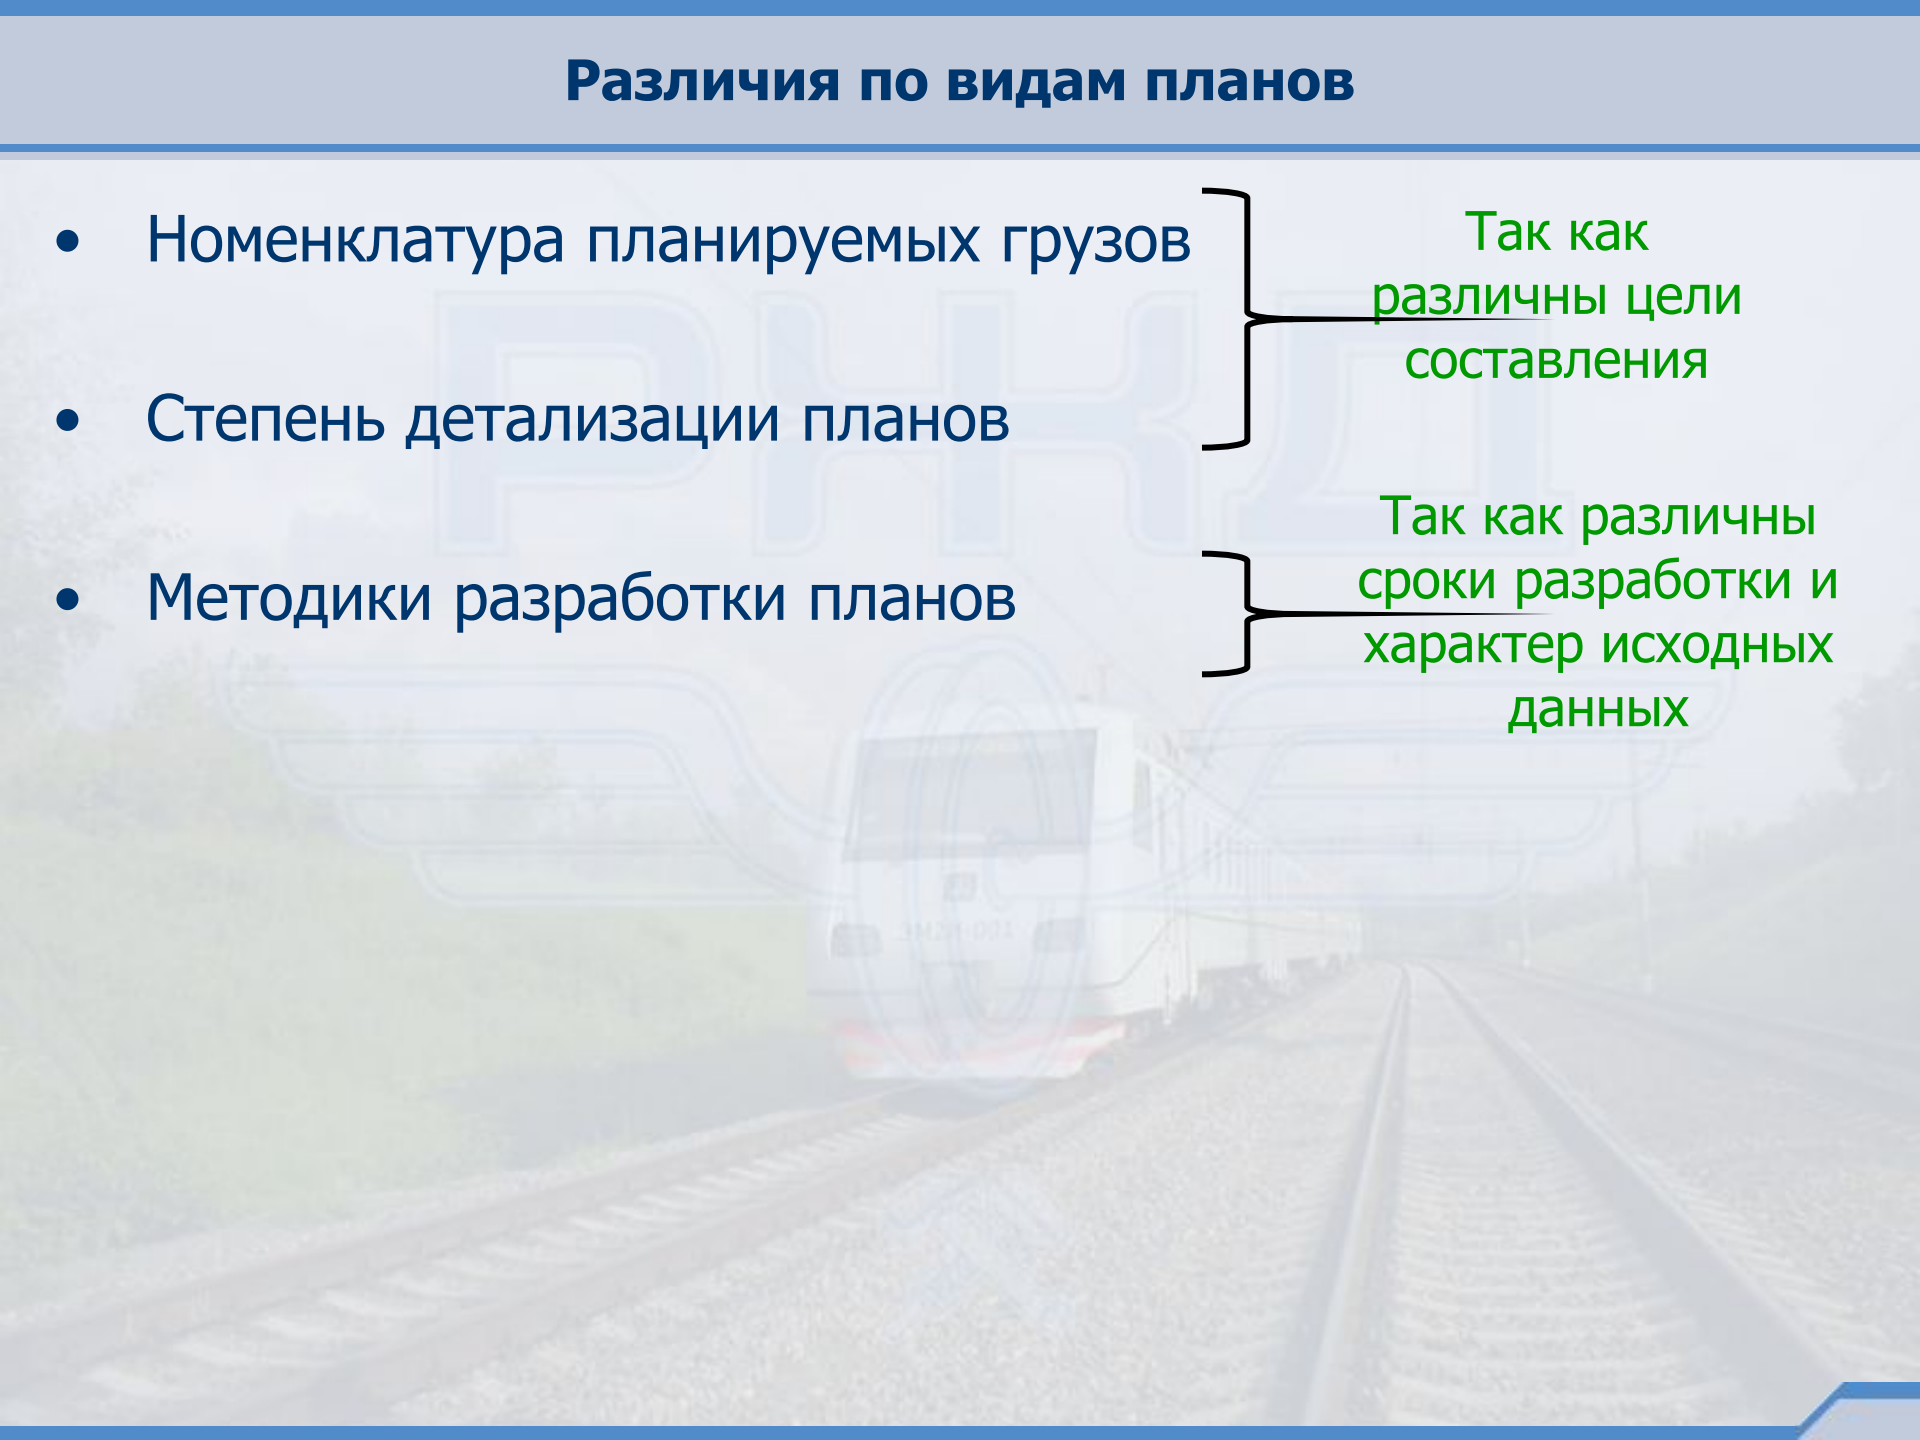 Различия по видам планов
• Номенклатура планируемых грузов
Так как
различны цели
составления
• Степень детализации планов
• Методики разработки планов
Так как различны
сроки разработки и
характер исходных
данных
РЖД